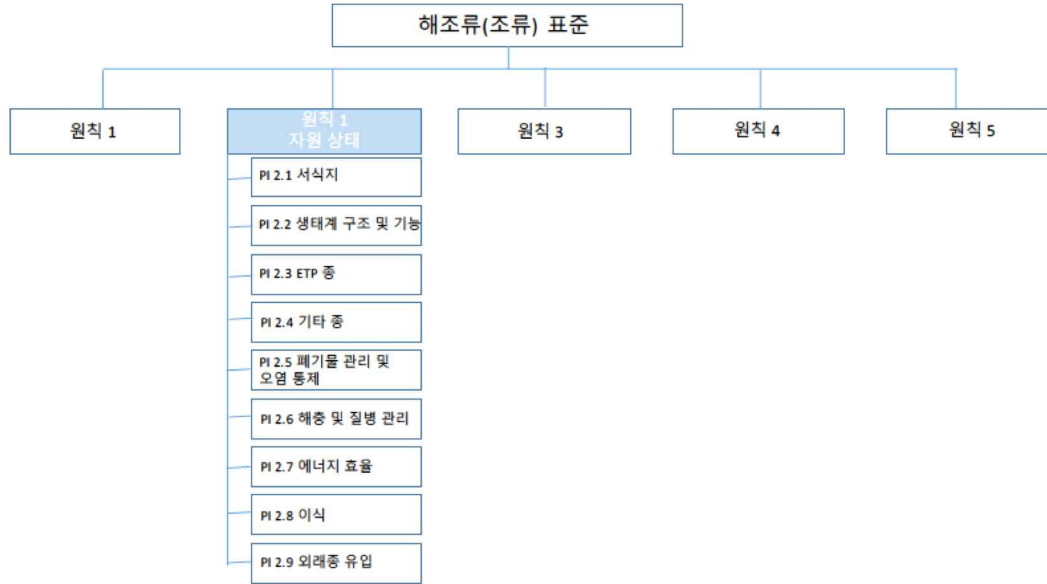 해조류(조류) 표준
원칙 1
원칙 1
자원 상태
원칙 3
원칙 4
원칙 5
PI 2.1 서식지
PI 2.2 생태계 구조 및 기능
PI 2.3 ETP 종
PI 2.4 기타 종
PI 2.5 폐기물 관리 및
오염 통제
PI 2.6 해충 및 질병 관리
PI 2.7 에너지 효율
PI 2.8 이식
PI 2.9 외래종 유입